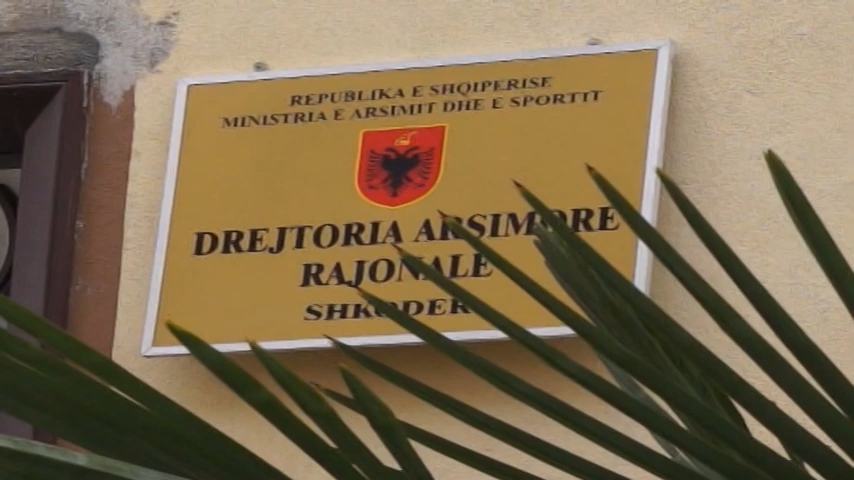 REPUBLIKA E SHQIPERISE
MINISTRIA E ARSIMIT DHE E SPORTIT
DREJTORIA ARSIMORE
RAJONALE
SHKODER